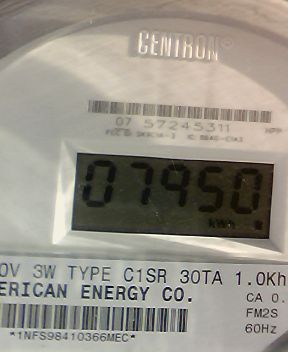 CENTRON®
07 57245311
07950
kWh
0V 3W TYPE C1SR 30TA 1.0Kh
ERICAN ENERGY CO. CA 0.
FM2S
*1NFS98410366MEC* 60Hz